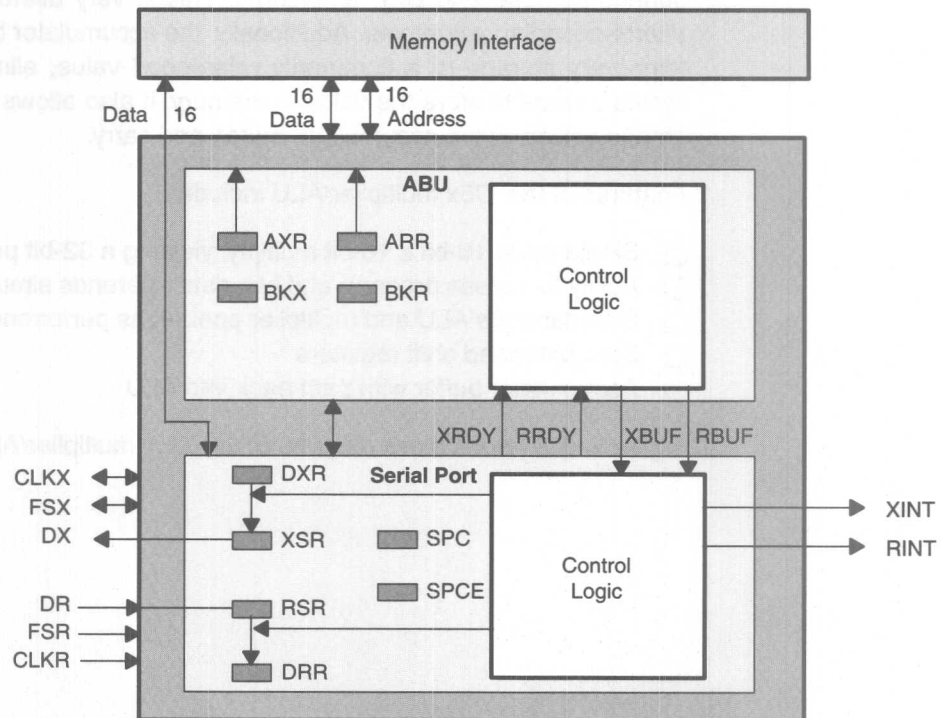 Memory Interface
Data 16
16
Data
16
Address
ABU
AXR
ARR
BKX
BKR
Control
Logic
XRDY RRDY XBUF RBUF
DXR
Serial Port
CLKX
FSX
DX
XSR
SPC
XINT
RINT
Control
Logic
SPCE
DR
RSR
FSR
CLKR
DRR